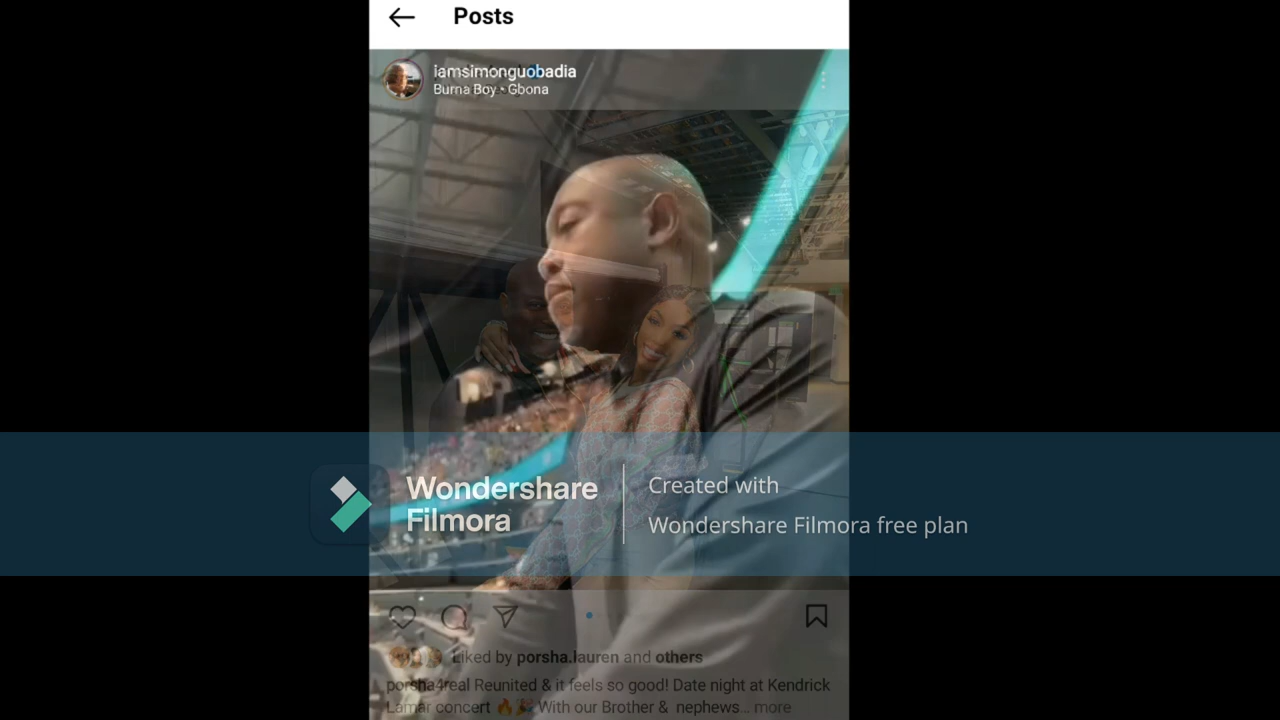 Posts
iamsimonguobadia
Burna Boy • Gbona
Wondershare
Filmora
Created with
Wondershare Filmora free plan
Liked by porsha.lauren and others
porsha4real Reunited & it feels so good! Date night at Kendrick
Lamar concert 🔥🎉 With our Brother & nephews... more